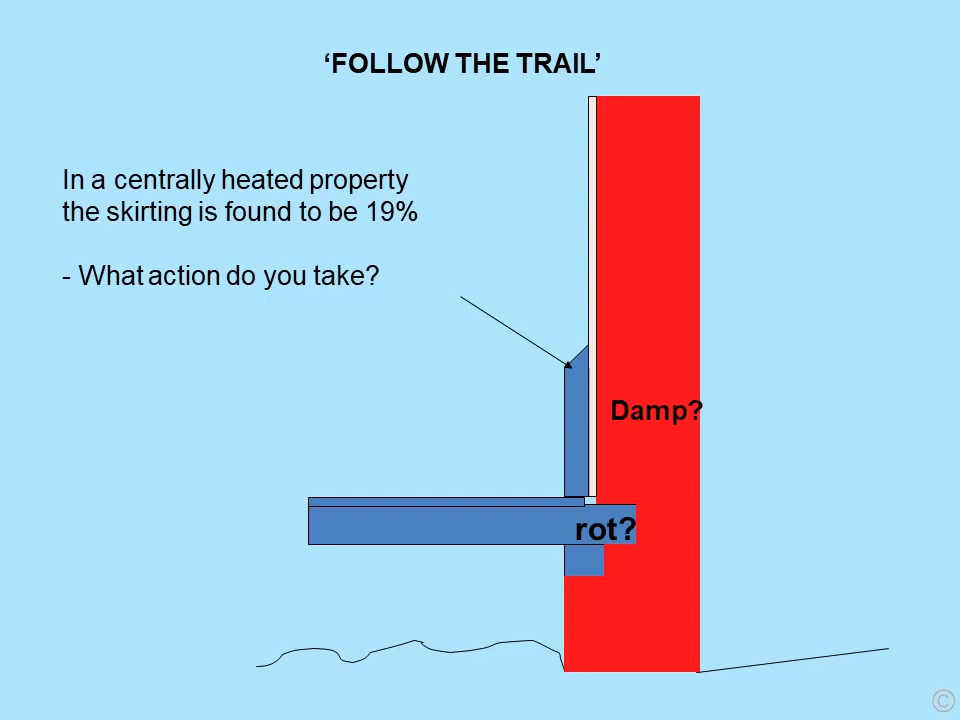 ‘FOLLOW THE TRAIL’
In a centrally heated property
the skirting is found to be 19%
- What action do you take?
Damp?
rot?
©